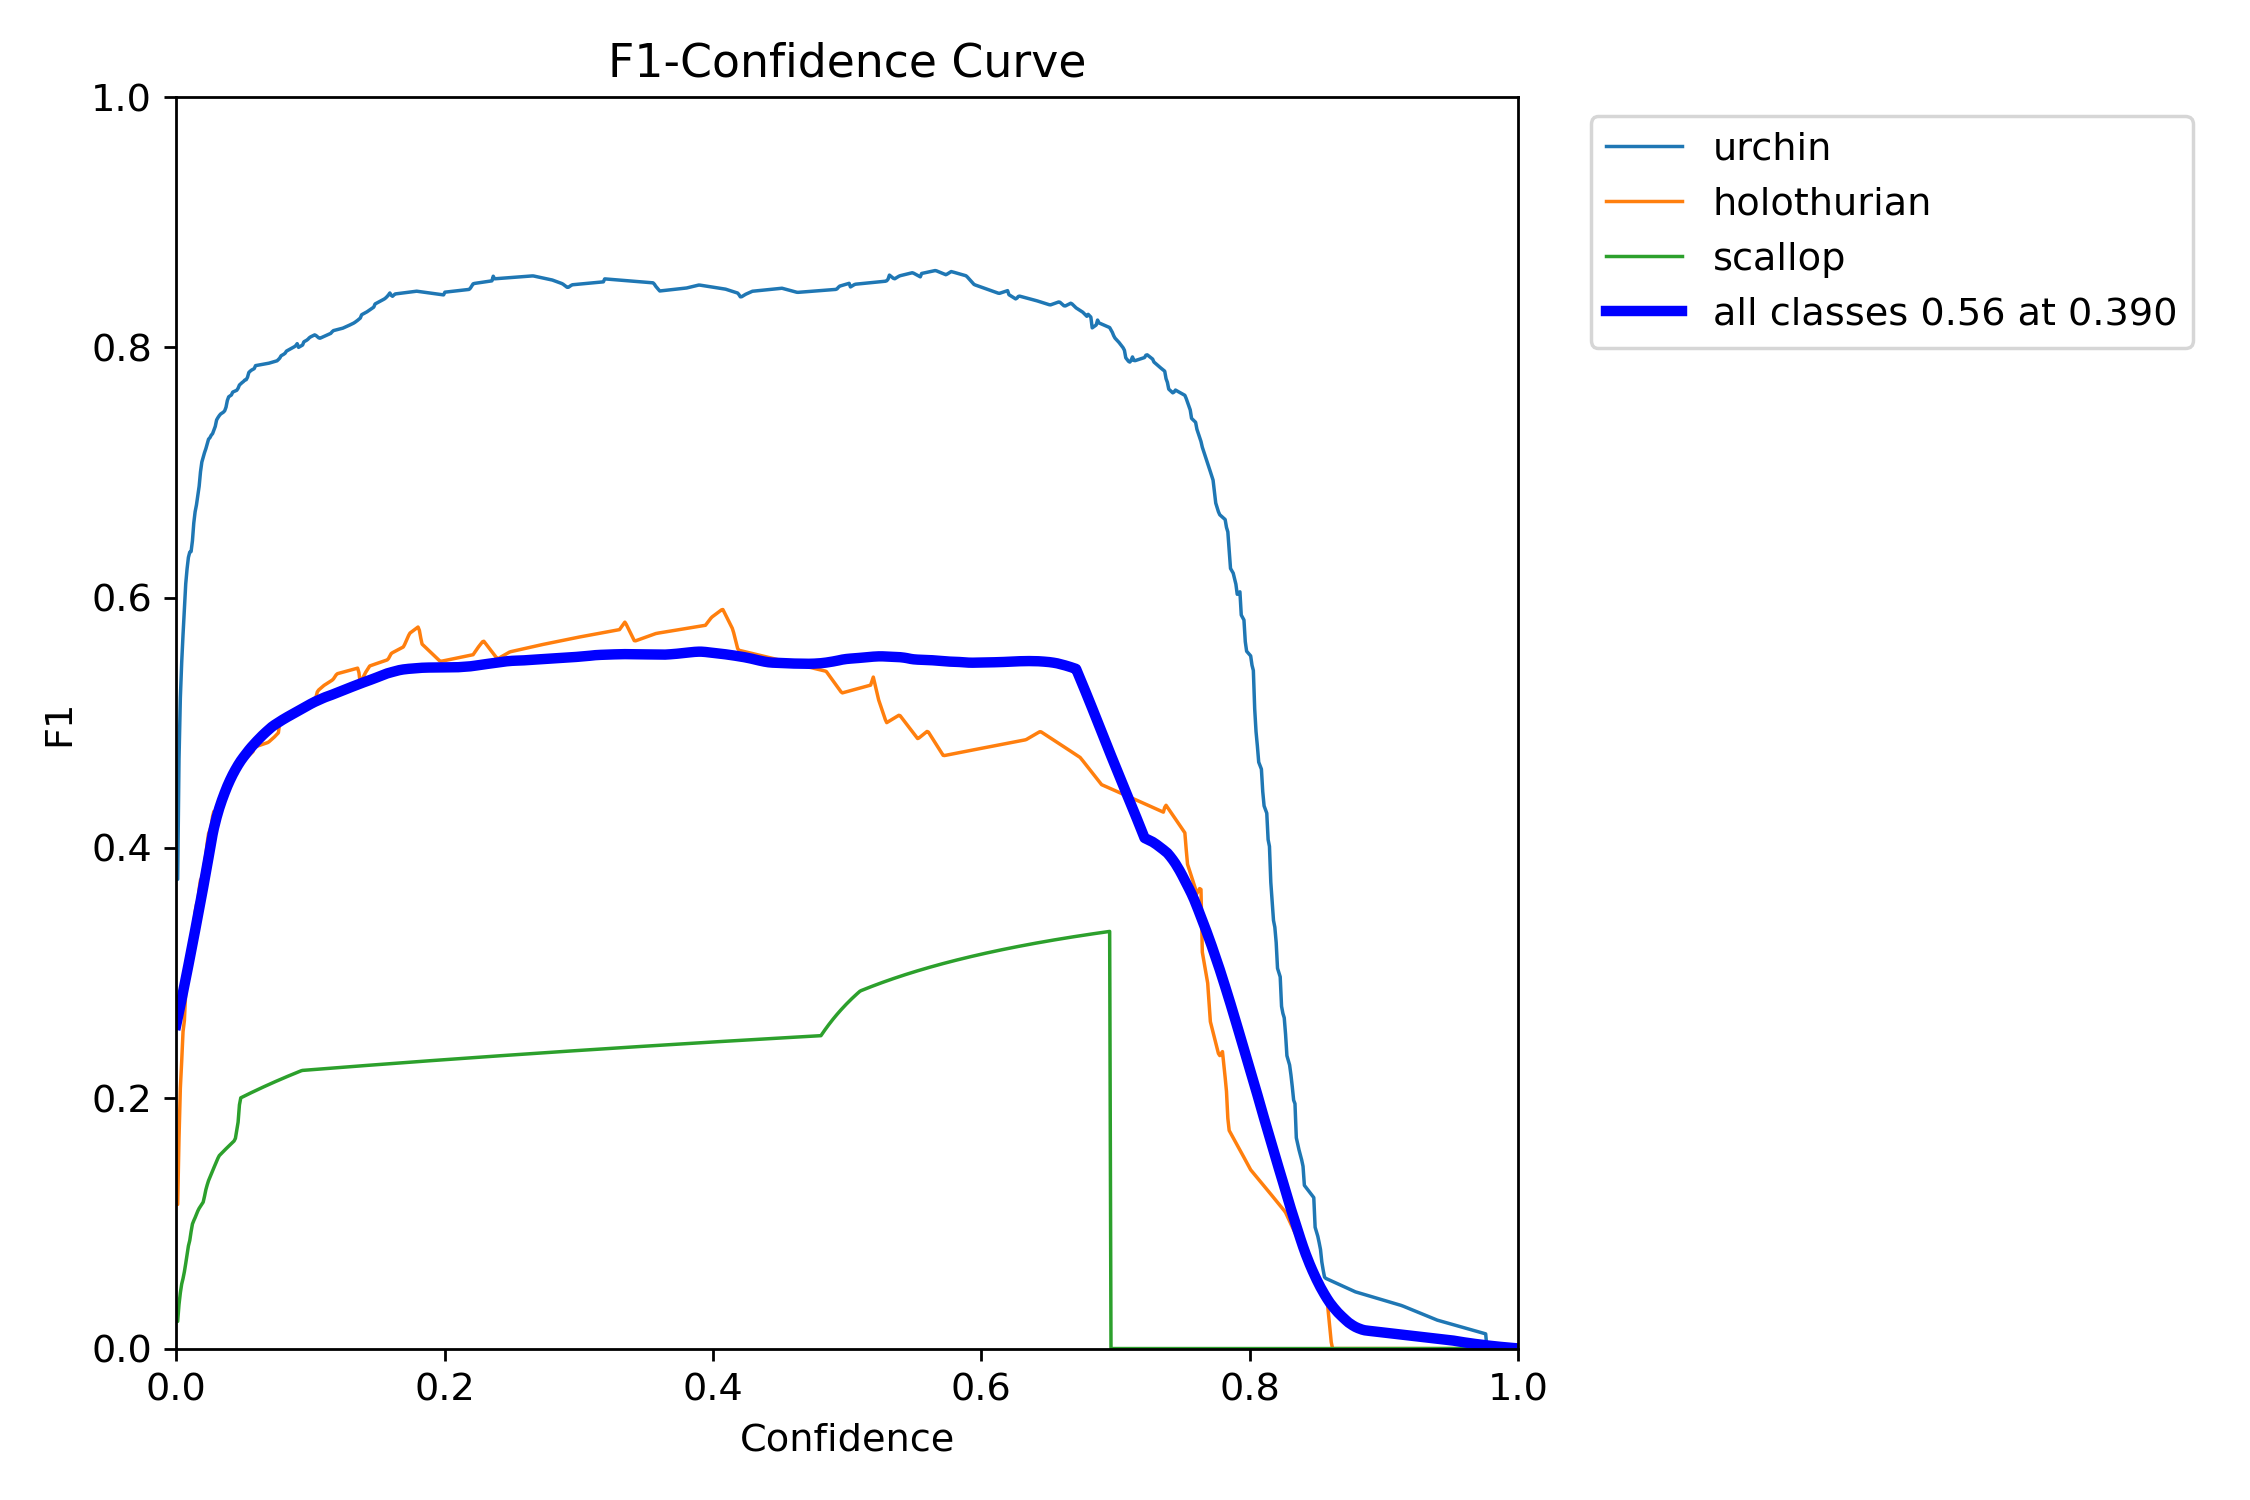 F1-Confidence Curve
1.0
0.8
0.6
0.4
0.2
0.0
F1
0.0 0.2 0.4 0.6 0.8 1.0
Confidence
urchin
holothurian
scallop
all classes 0.56 at 0.390